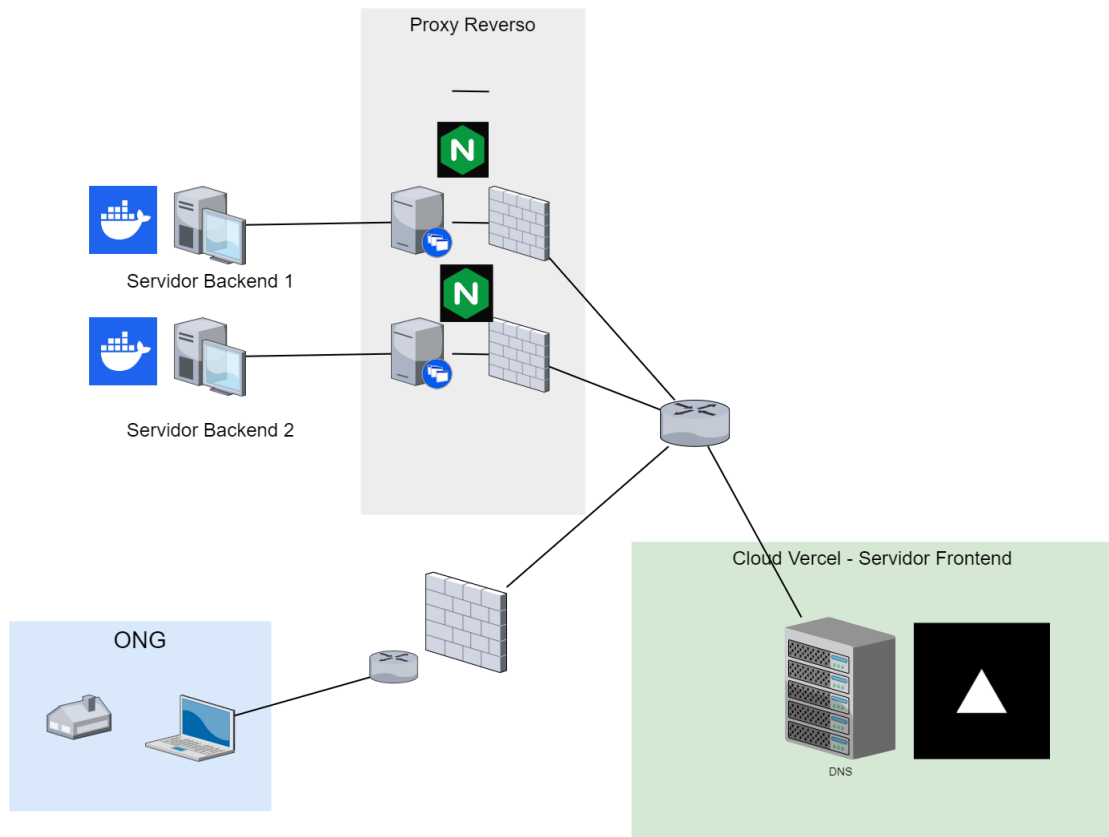 Proxy Reverso
N
Servidor Backend 1
N
Servidor Backend 2
Cloud Vercel - Servidor Frontend
ONG
DNS